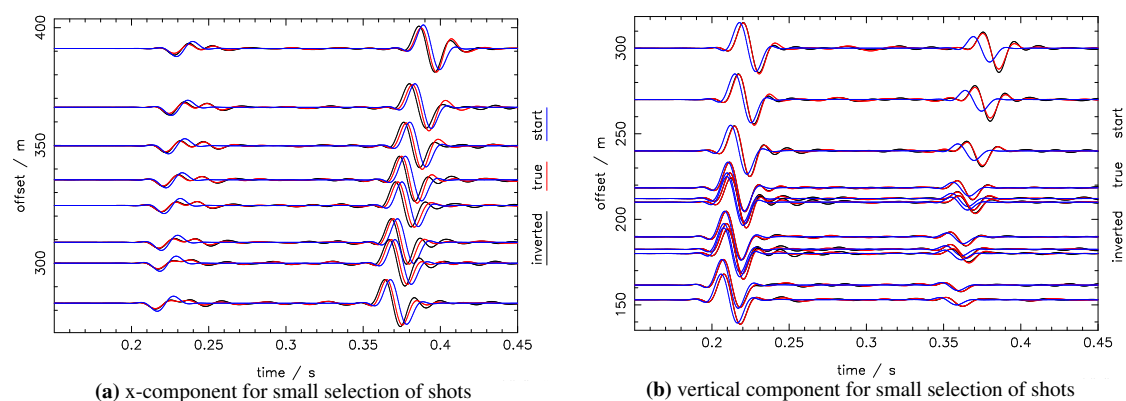 400
350
300
offset / m
0.2
0.25
0.3
0.35
0.4
0.45
time / s
start
true
inverted
(a) x-component for small selection of shots
300
250
200
150
offset / m
0.2
0.25
0.3
0.35
0.4
0.45
time / s
start
true
inverted
(b) vertical component for small selection of shots